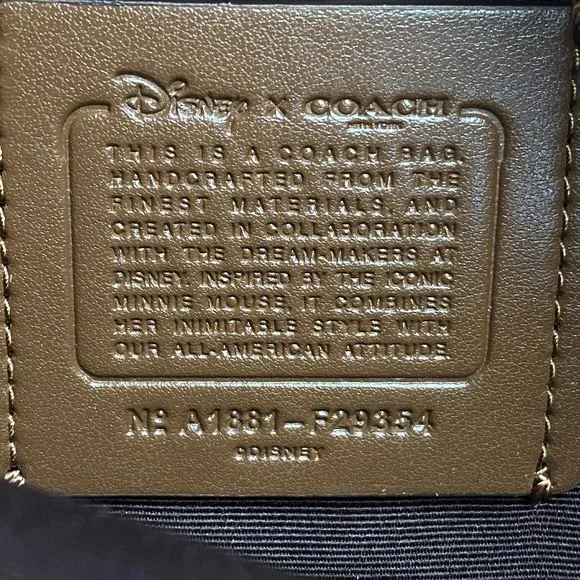 Disney X COACH
THIS IS A COACH BAG.
HANDCRAFTED FROM THE
FINEST MATERIALS, AND
CREATED IN COLLABORATION
WITH THE DREAM-MAKERS AT
DISNEY. INSPIRED BY THE ICONIC
MINNIE MOUSE, IT COMBINES
HER INIMITABLE STYLE WITH
OUR ALL-AMERICAN ATTITUDE.
Nº A1881-F29354
©DISNEY